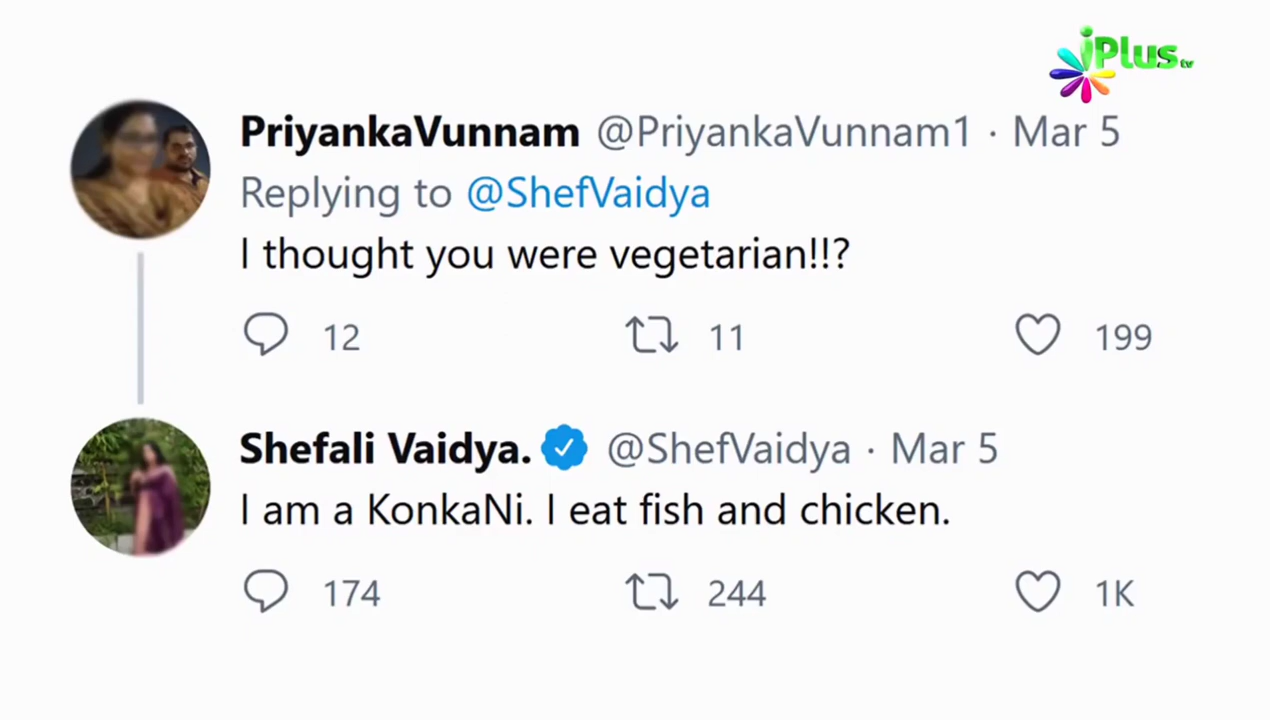 iPlus tv
PriyankaVunnam @PriyankaVunnam1 · Mar 5
Replying to @ShefVaidya
I thought you were vegetarian!!?
12 11 199
Shefali Vaidya. @ShefVaidya · Mar 5
I am a KonkaNi. I eat fish and chicken.
174 244 1K